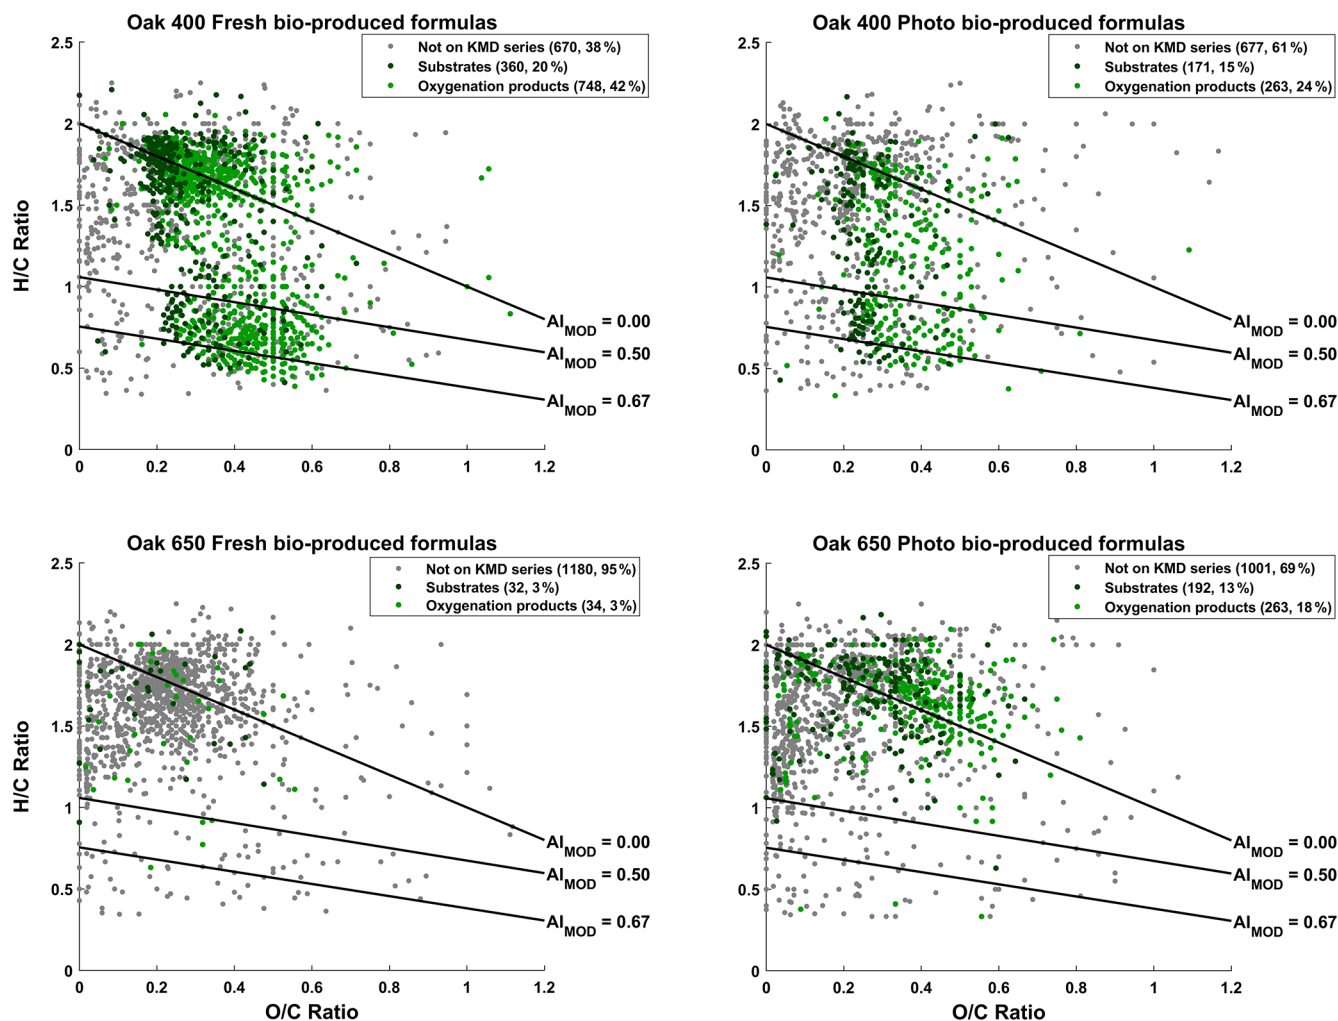 Oak 400 Fresh bio-produced formulas
Not on KMD series (670, 38 %)
Substrates (360, 20 %)
Oxygenation products (748, 42 %)
2.5
2
1.5
1
0.5
0
H/C Ratio
AIMOD = 0.00
AIMOD = 0.50
AIMOD = 0.67
0 0.2 0.4 0.6 0.8 1 1.2
Oak 400 Photo bio-produced formulas
Not on KMD series (677, 61 %)
Substrates (171, 15 %)
Oxygenation products (263, 24 %)
2.5
2
1.5
1
0.5
0
AIMOD = 0.00
AIMOD = 0.50
AIMOD = 0.67
0 0.2 0.4 0.6 0.8 1 1.2
Oak 650 Fresh bio-produced formulas
Not on KMD series (1180, 95 %)
Substrates (32, 3 %)
Oxygenation products (34, 3 %)
2.5
2
1.5
1
0.5
0
H/C Ratio
AIMOD = 0.00
AIMOD = 0.50
AIMOD = 0.67
0 0.2 0.4 0.6 0.8 1 1.2
O/C Ratio
Oak 650 Photo bio-produced formulas
Not on KMD series (1001, 69 %)
Substrates (192, 13 %)
Oxygenation products (263, 18 %)
2.5
2
1.5
1
0.5
0
AIMOD = 0.00
AIMOD = 0.50
AIMOD = 0.67
0 0.2 0.4 0.6 0.8 1 1.2
O/C Ratio